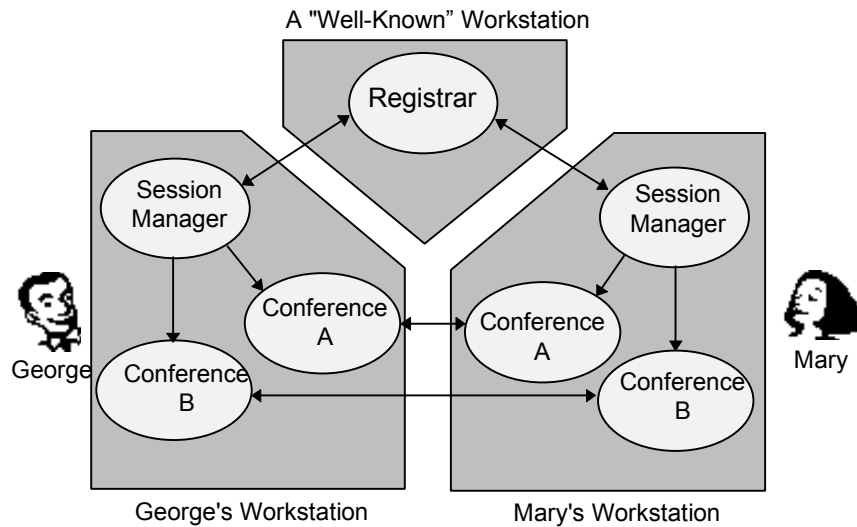 A "Well-Known” Workstation
Registrar
Session
Manager
Session
Manager
Conference
A
Conference
A
George
Conference
B
Mary
Conference
B
George's Workstation
Mary's Workstation